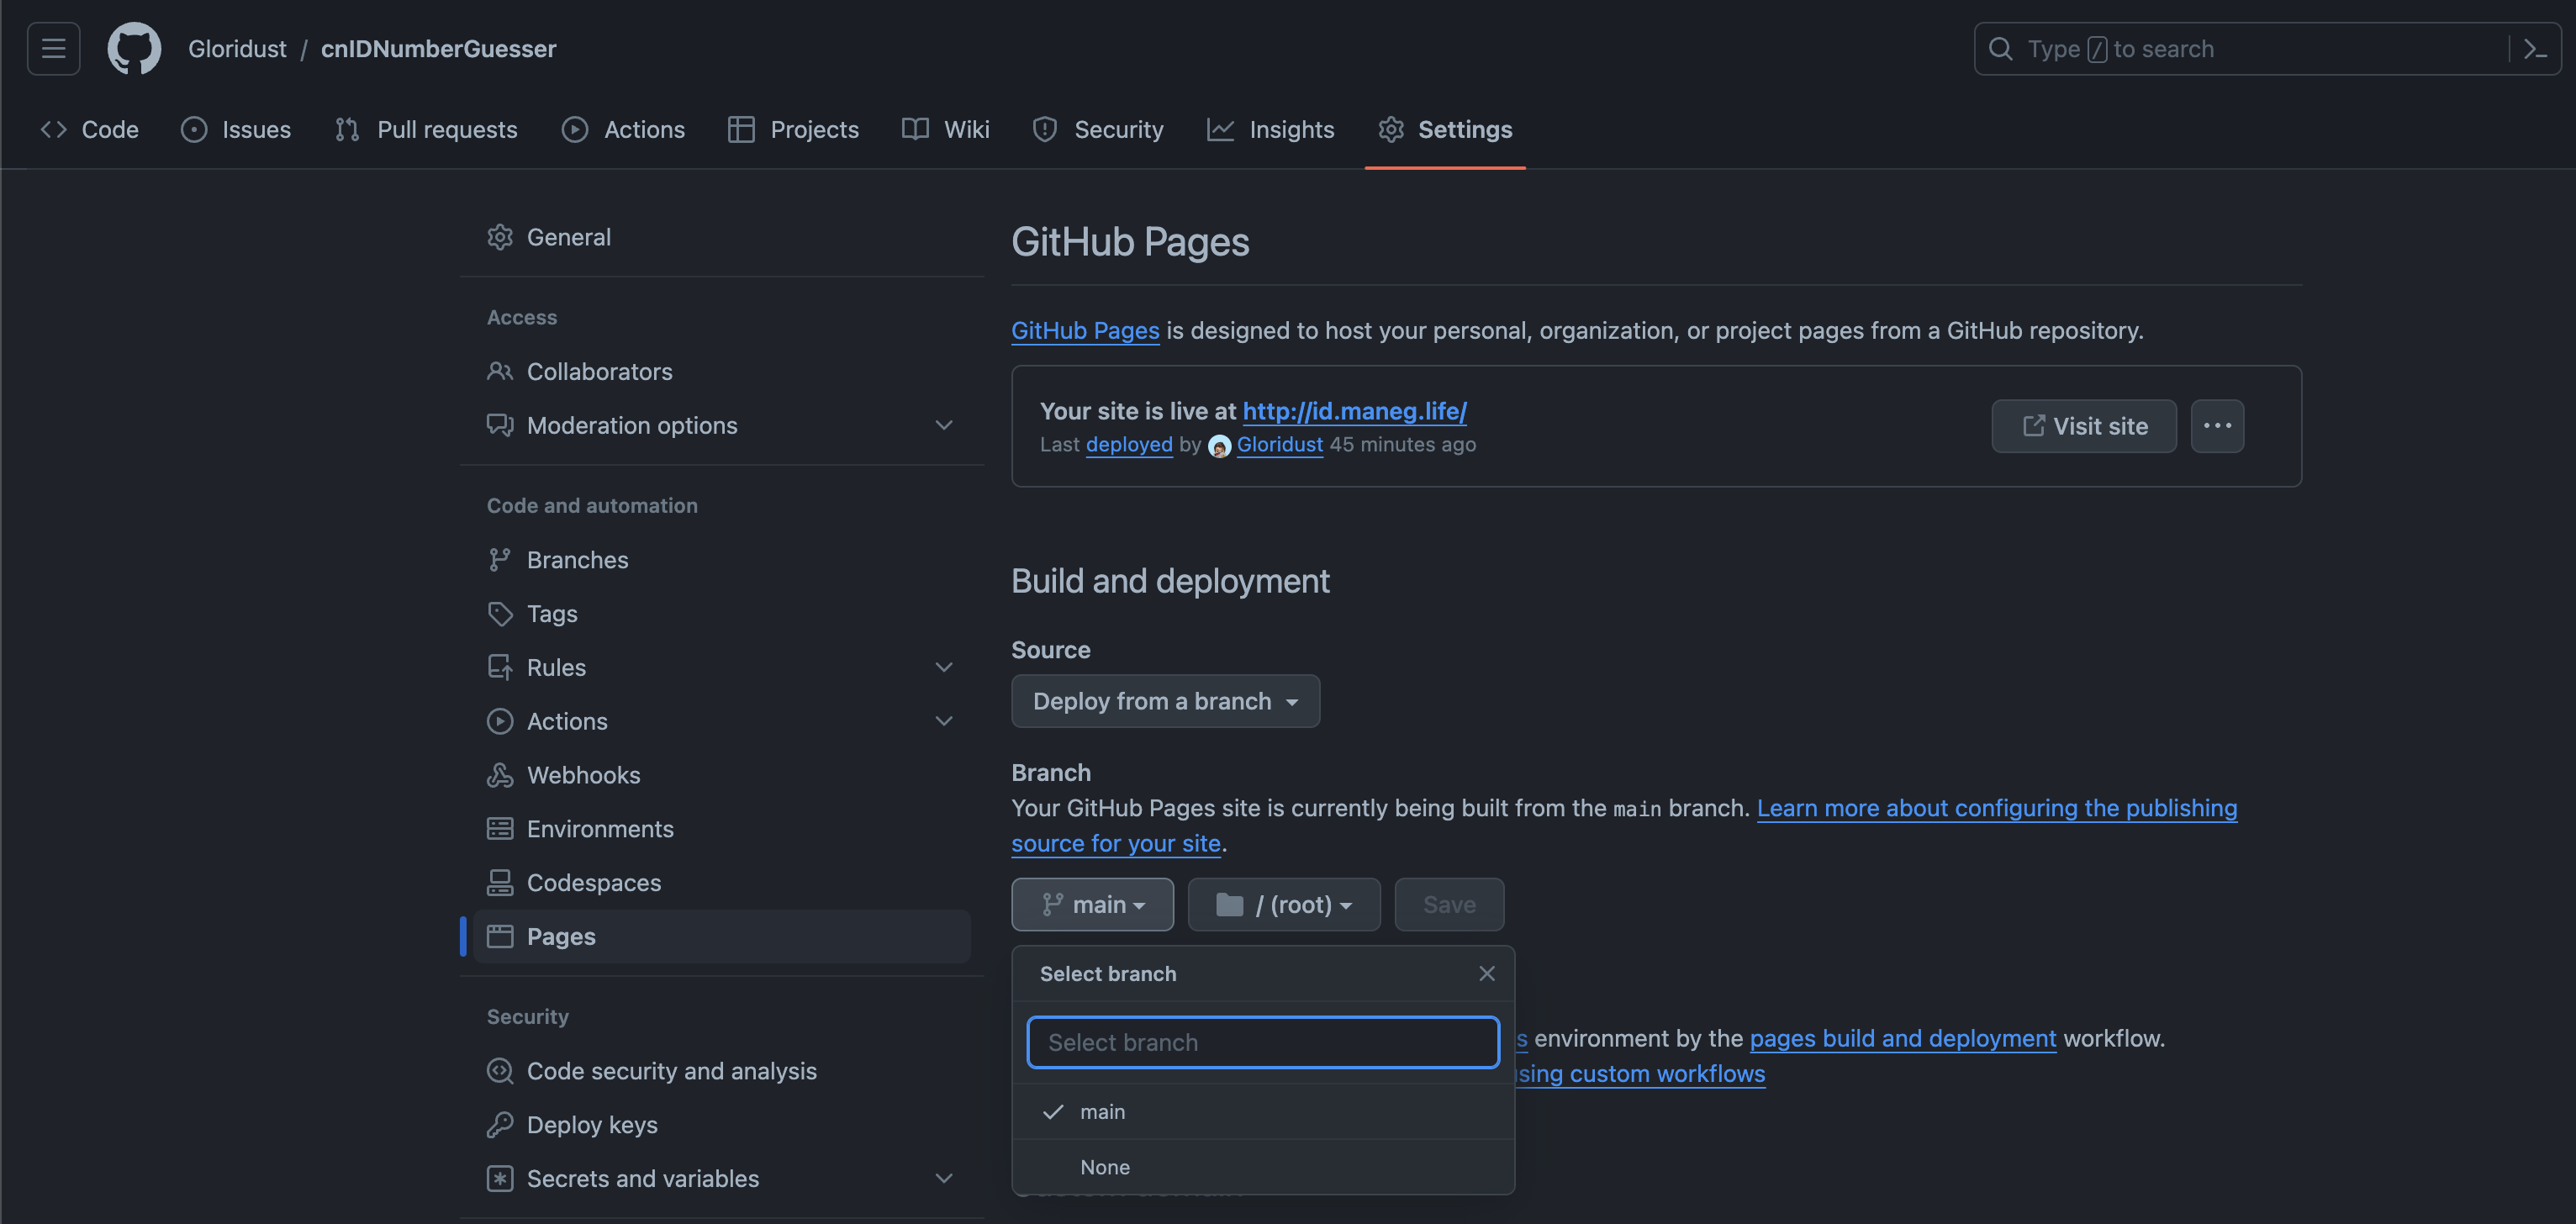 Gloridust / cnIDNumberGuesser
Type / to search
Code Issues Pull requests Actions Projects Wiki Security Insights Settings
General
Access
Collaborators
Moderation options
Code and automation
Branches
Tags
Rules
Actions
Webhooks
Environments
Codespaces
Pages
Security
Code security and analysis
Deploy keys
Secrets and variables
GitHub Pages
GitHub Pages is designed to host your personal, organization, or project pages from a GitHub repository.
Your site is live at http://id.maneg.life/
Last deployed by Gloridust 45 minutes ago
Visit site
Build and deployment
Source
Deploy from a branch
Branch
Your GitHub Pages site is currently being built from the main branch. Learn more about configuring the publishing
source for your site.
main / (root) Save
Select branch
Select branch
main
None
environment by the pages build and deployment workflow.
custom workflows